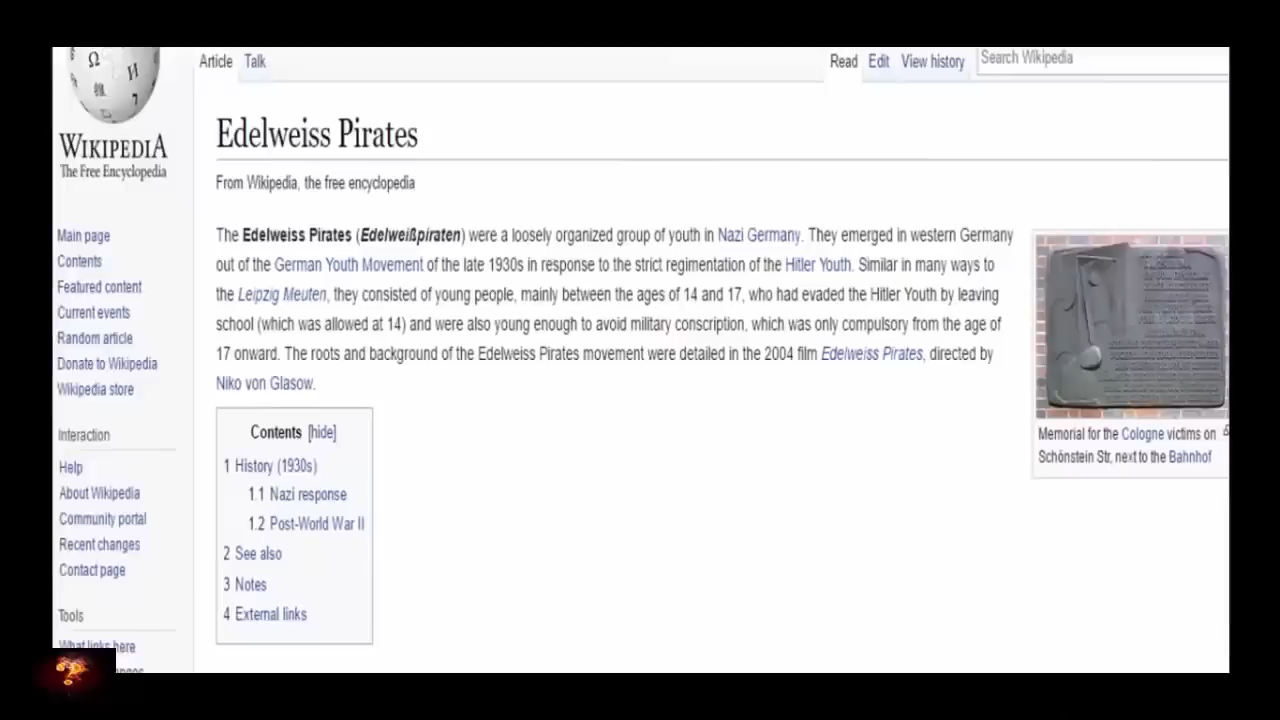 Article Talk Read Edit View history Search Wikipedia
WIKIPEDIA
The Free Encyclopedia
Edelweiss Pirates
From Wikipedia, the free encyclopedia
The Edelweiss Pirates (Edelweißpiraten) were a loosely organized group of youth in Nazi Germany. They emerged in western Germany
out of the German Youth Movement of the late 1930s in response to the strict regimentation of the Hitler Youth. Similar in many ways to
the Leipzig Meuten, they consisted of young people, mainly between the ages of 14 and 17, who had evaded the Hitler Youth by leaving
school (which was allowed at 14) and were also young enough to avoid military conscription, which was only compulsory from the age of
17 onward. The roots and background of the Edelweiss Pirates movement were detailed in the 2004 film Edelweiss Pirates, directed by
Niko von Glasow.
Memorial for the Cologne victims on
Schönstein Str, next to the Bahnhof
Contents [hide]
1 History (1930s)
1.1 Nazi response
1.2 Post-World War II
2 See also
3 Notes
4 External links
Main page
Contents
Featured content
Current events
Random article
Donate to Wikipedia
Wikipedia store
Interaction
Help
About Wikipedia
Community portal
Recent changes
Contact page
Tools
What links here